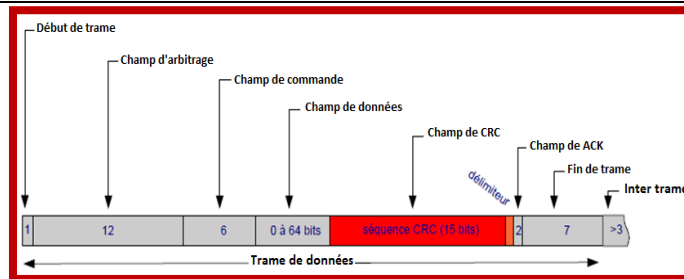 Début de trame
Champ d'arbitrage
Champ de commande
Champ de données
Champ de CRC
Champ de ACK
Fin de trame
Inter trame
délimiteur
1 12 6 0 à 64 bits séquence CRC (15 bits) 2 7 >3
Trame de données